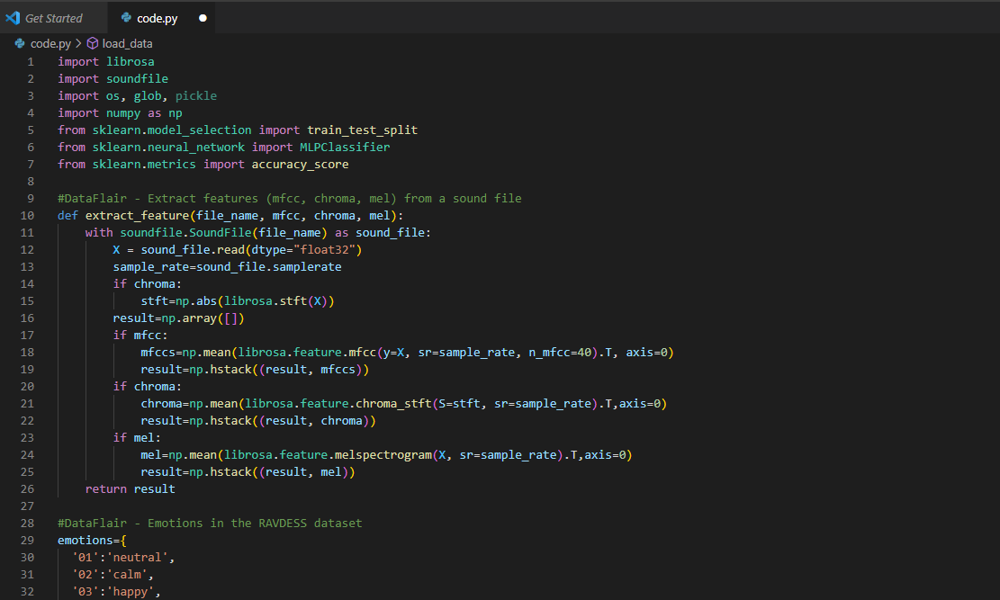 Get Started code.py
code.py > load_data
1 import librosa
2 import soundfile
3 import os, glob, pickle
4 import numpy as np
5 from sklearn.model_selection import train_test_split
6 from sklearn.neural_network import MLPClassifier
7 from sklearn.metrics import accuracy_score
8
9 #DataFlair - Extract features (mfcc, chroma, mel) from a sound file
10 def extract_feature(file_name, mfcc, chroma, mel):
11     with soundfile.SoundFile(file_name) as sound_file:
12         X = sound_file.read(dtype="float32")
13         sample_rate=sound_file.samplerate
14         if chroma:
15             stft=np.abs(librosa.stft(X))
16         result=np.array([])
17         if mfcc:
18             mfccs=np.mean(librosa.feature.mfcc(y=X, sr=sample_rate, n_mfcc=40).T, axis=0)
19             result=np.hstack((result, mfccs))
20         if chroma:
21             chroma=np.mean(librosa.feature.chroma_stft(S=stft, sr=sample_rate).T,axis=0)
22             result=np.hstack((result, chroma))
23         if mel:
24             mel=np.mean(librosa.feature.melspectrogram(X, sr=sample_rate).T,axis=0)
25             result=np.hstack((result, mel))
26     return result
27
28 #DataFlair - Emotions in the RAVDESS dataset
29 emotions={
30   '01':'neutral',
31   '02':'calm',
32   '03':'happy',